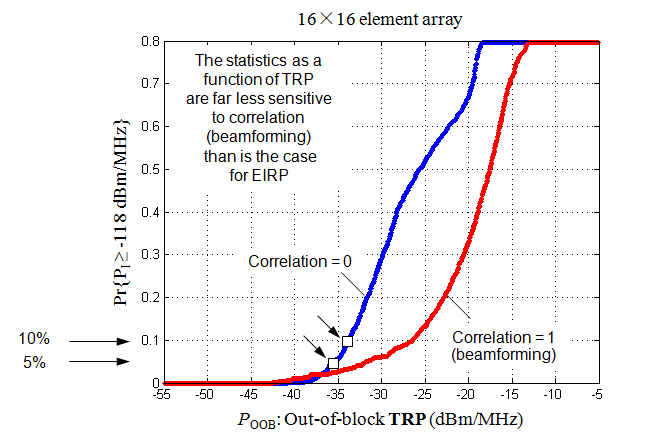 16×16 element array
Pr{P_I ≥ -118 dBm/MHz}
0.8
0.7
0.6
0.5
0.4
0.3
0.2
0.1
0
The statistics as a
function of TRP
are far less sensitive
to correlation
(beamforming)
than is the case
for EIRP
Correlation = 0
Correlation = 1
(beamforming)
10%
5%
-55
-50
-45
-40
-35
-30
-25
-20
-15
-10
-5
P_OOB: Out-of-block TRP (dBm/MHz)